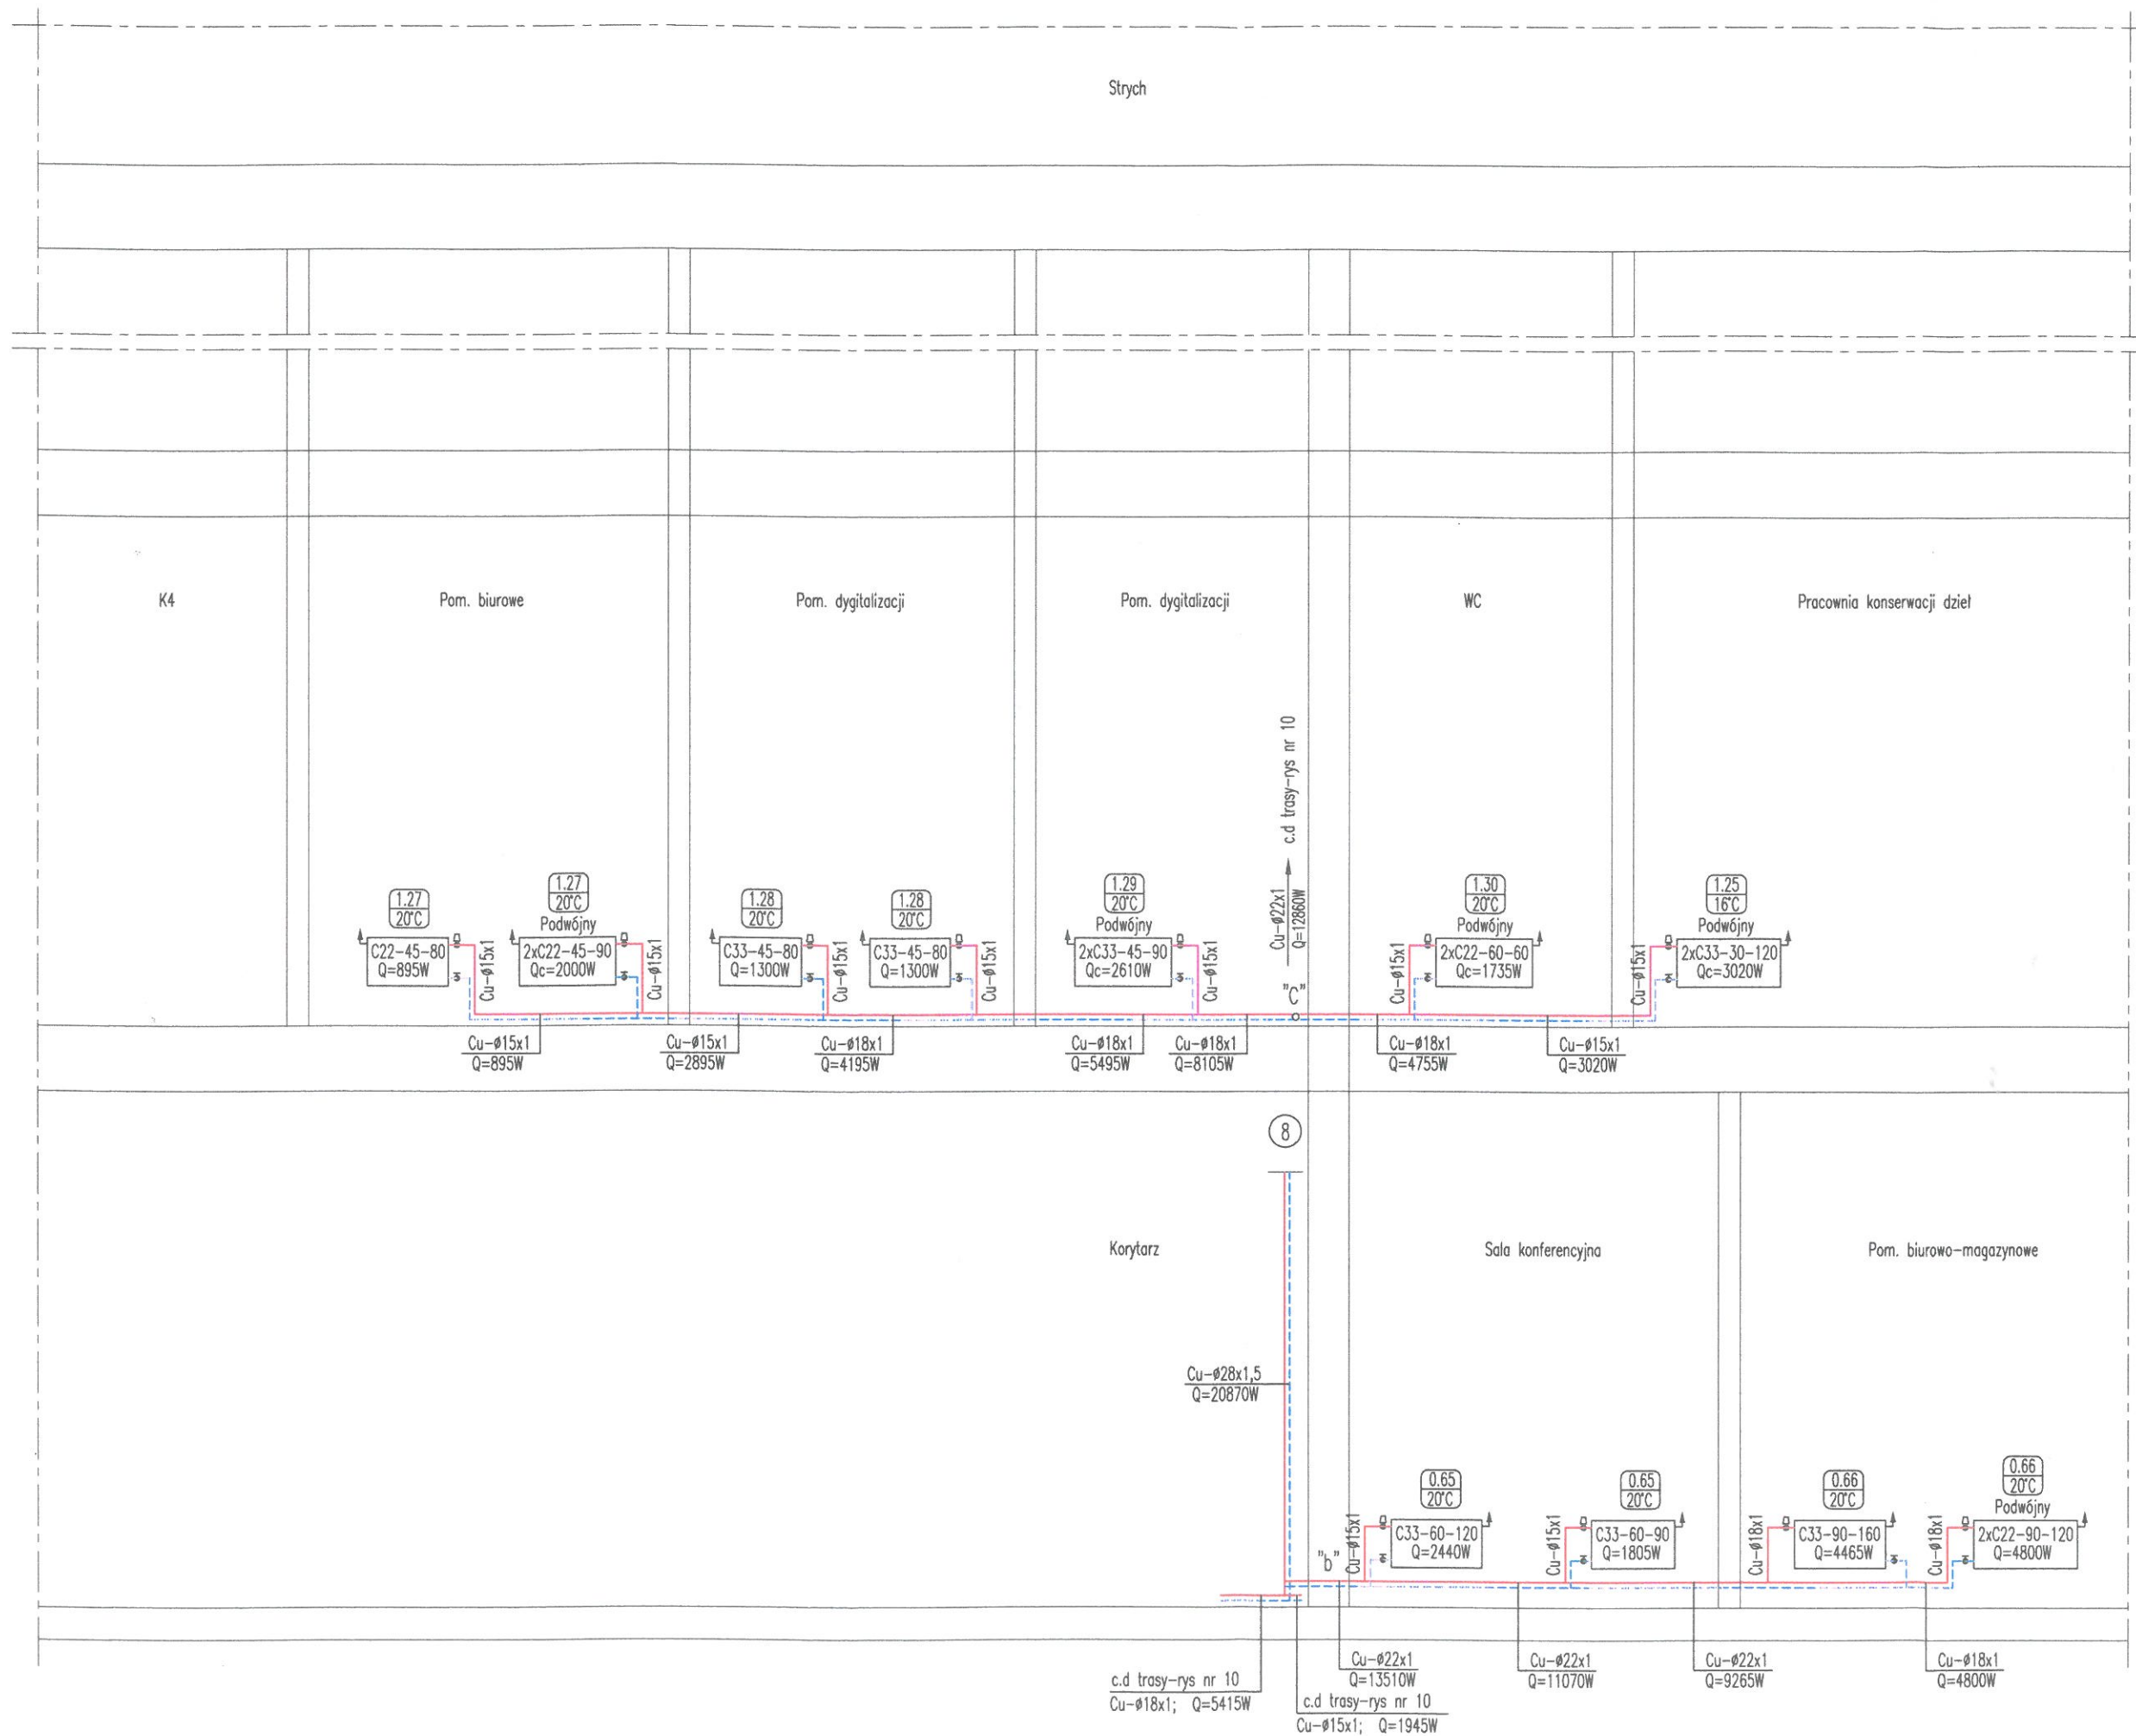 Strych
K4
Pom. biurowe
Pom. dygitalizacji
Pom. dygitalizacji
WC
Pracownia konserwacji dzieł
c.d trasy-rys nr 10
Cu-ø22x1
Q=12860W
"C"
1.27
20°C
C22-45-80
Q=895W
Cu-ø15x1
1.27
20°C
Podwójny
2xC22-45-90
Qc=2000W
Cu-ø15x1
1.28
20°C
C33-45-80
Q=1300W
Cu-ø15x1
1.28
20°C
C33-45-80
Q=1300W
Cu-ø15x1
1.29
20°C
Podwójny
2xC33-45-90
Qc=2610W
Cu-ø15x1
1.30
20°C
Podwójny
Cu-ø15x1
2xC22-60-60
Qc=1735W
1.25
16°C
Podwójny
Cu-ø15x1
2xC33-30-120
Qc=3020W
Cu-ø15x1
Q=895W
Cu-ø15x1
Q=2895W
Cu-ø18x1
Q=4195W
Cu-ø18x1
Q=5495W
Cu-ø18x1
Q=8105W
Cu-ø18x1
Q=4755W
Cu-ø15x1
Q=3020W
8
Korytarz
Sala konferencyjna
Pom. biurowo-magazynowe
Cu-ø28x1,5
Q=20870W
"b"
0.65
20°C
Cu-ø15x1
C33-60-120
Q=2440W
0.65
20°C
Cu-ø15x1
C33-60-90
Q=1805W
0.66
20°C
Cu-ø18x1
C33-90-160
Q=4465W
0.66
20°C
Podwójny
Cu-ø18x1
2xC22-90-120
Q=4800W
Cu-ø22x1
Q=13510W
Cu-ø22x1
Q=11070W
Cu-ø22x1
Q=9265W
Cu-ø18x1
Q=4800W
c.d trasy-rys nr 10
Cu-ø18x1; Q=5415W
c.d trasy-rys nr 10
Cu-ø15x1; Q=1945W